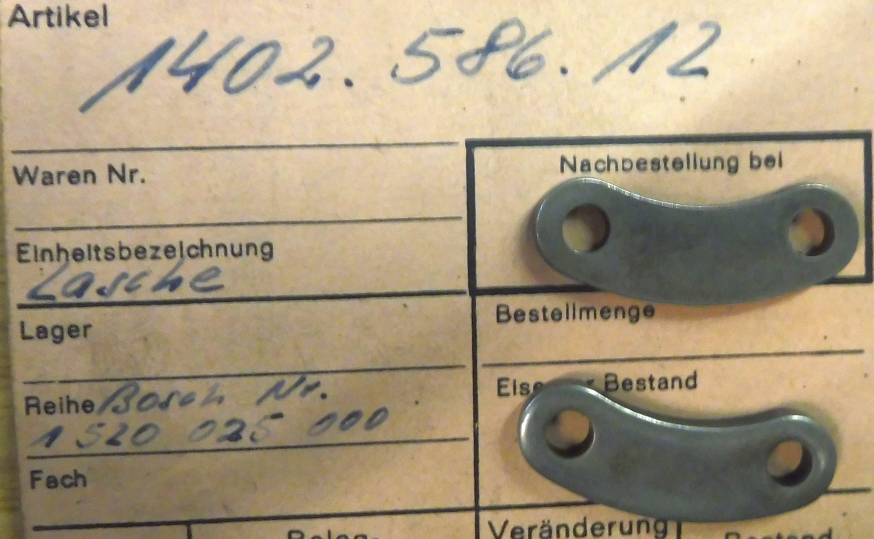 Artikel
1402.586.12
Waren Nr.
Nachbestellung bei
Einheitsbezeichnung
Lasche
Bestellmenge
Lager
Bestand
Reihe Bosch Nr.
1 520 025 000
Fach
Veränderung
Bestand